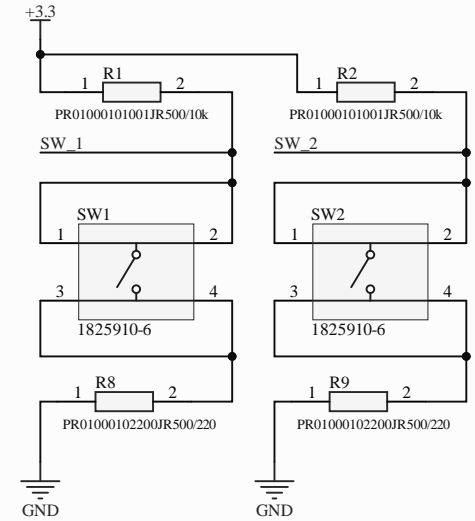 +3.3
R1 R2
1 2 1 2
PR01000101001JR500/10k PR01000101001JR500/10k
SW_1 SW_2
SW1 SW2
1 2 1 2
3 4 3 4
1825910-6 1825910-6
R8 R9
1 2 1 2
PR01000102200JR500/220 PR01000102200JR500/220
GND GND